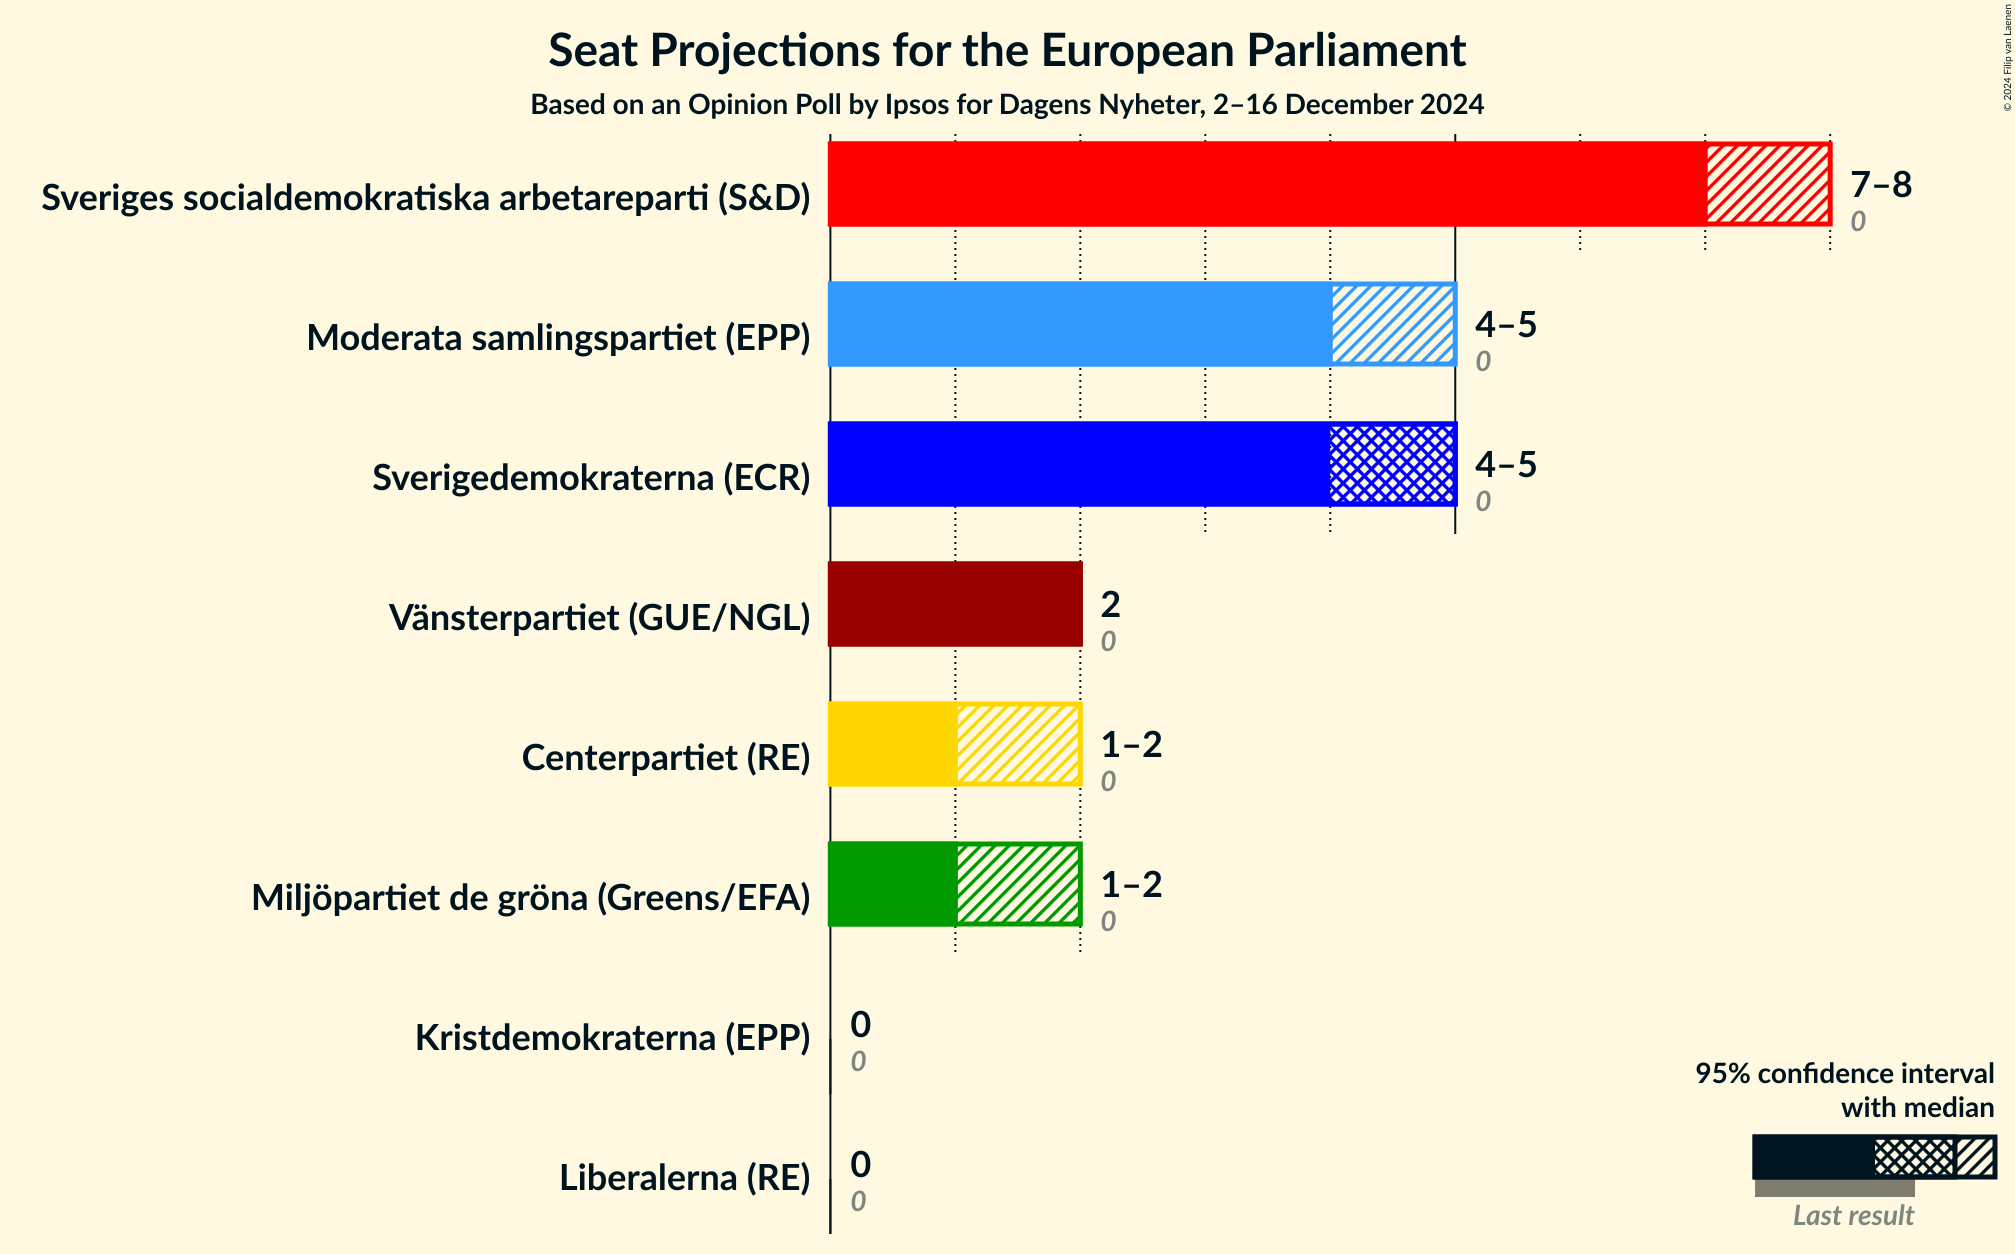 Seat Projections for the European Parliament
Based on an Opinion Poll by Ipsos for Dagens Nyheter, 2–16 December 2024
© 2024 Filip van Laenen
Sveriges socialdemokratiska arbetareparti (S&D)
7–8
0
Moderata samlingspartiet (EPP)
4–5
0
Sverigedemokraterna (ECR)
4–5
0
Vänsterpartiet (GUE/NGL)
2
0
Centerpartiet (RE)
1–2
0
Miljöpartiet de gröna (Greens/EFA)
1–2
0
Kristdemokraterna (EPP)
0
0
Liberalerna (RE)
0
0
95% confidence interval
with median
Last result